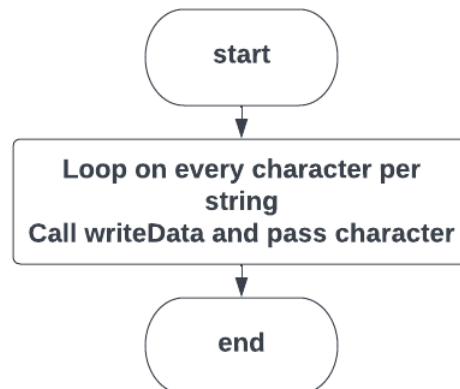 start
Loop on every character per
string
Call writeData and pass character
end